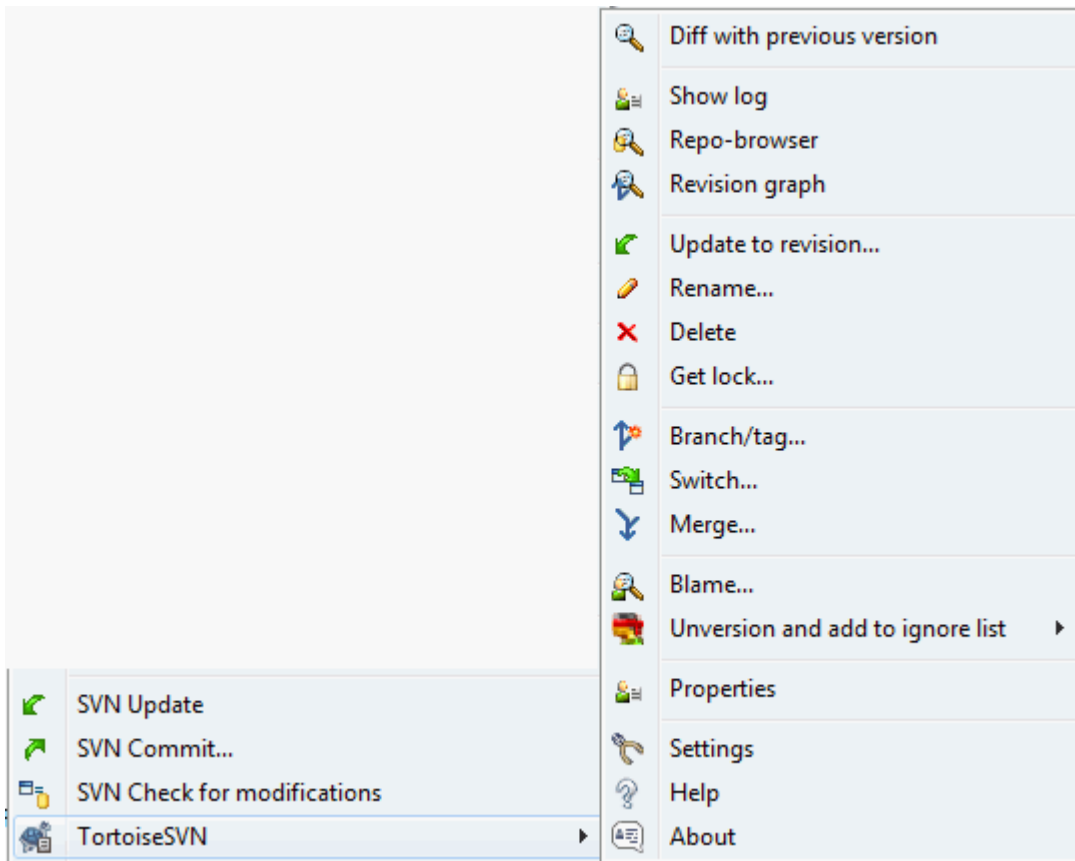 Diff with previous version
Show log
Repo-browser
Revision graph
Update to revision...
Rename...
Delete
Get lock...
Branch/tag...
Switch...
Merge...
Blame...
Unversion and add to ignore list
Properties
Settings
Help
About
SVN Update
SVN Commit...
SVN Check for modifications
TortoiseSVN